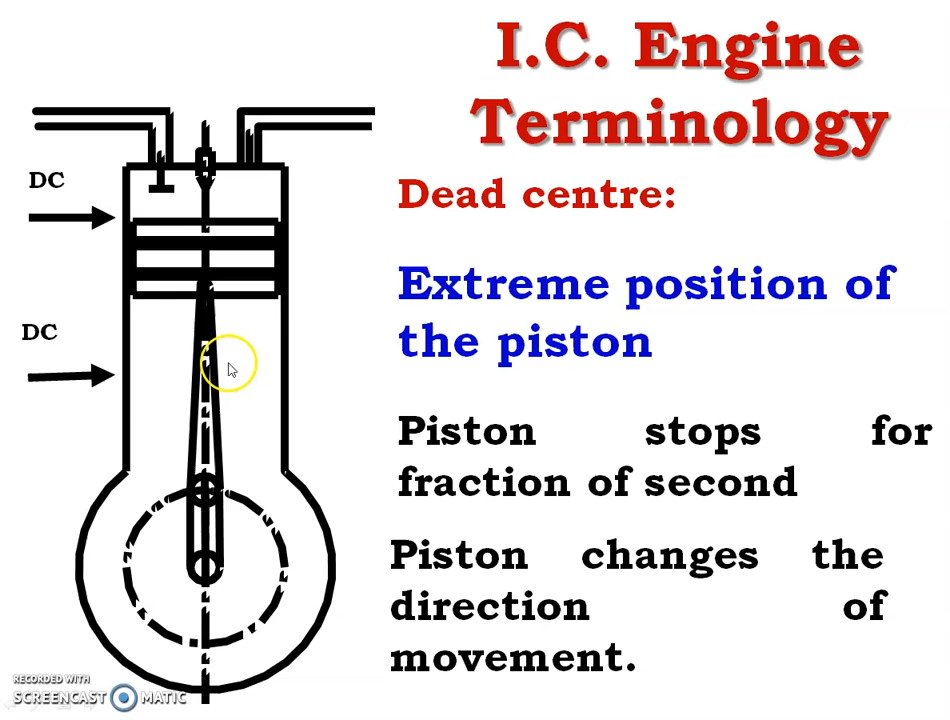 I.C. Engine
Terminology
DC
Dead centre:
Extreme position of
the piston
DC
Piston stops for
fraction of second
Piston changes the
direction of
movement.
RECORDED WITH
SCREENCAST MATIC